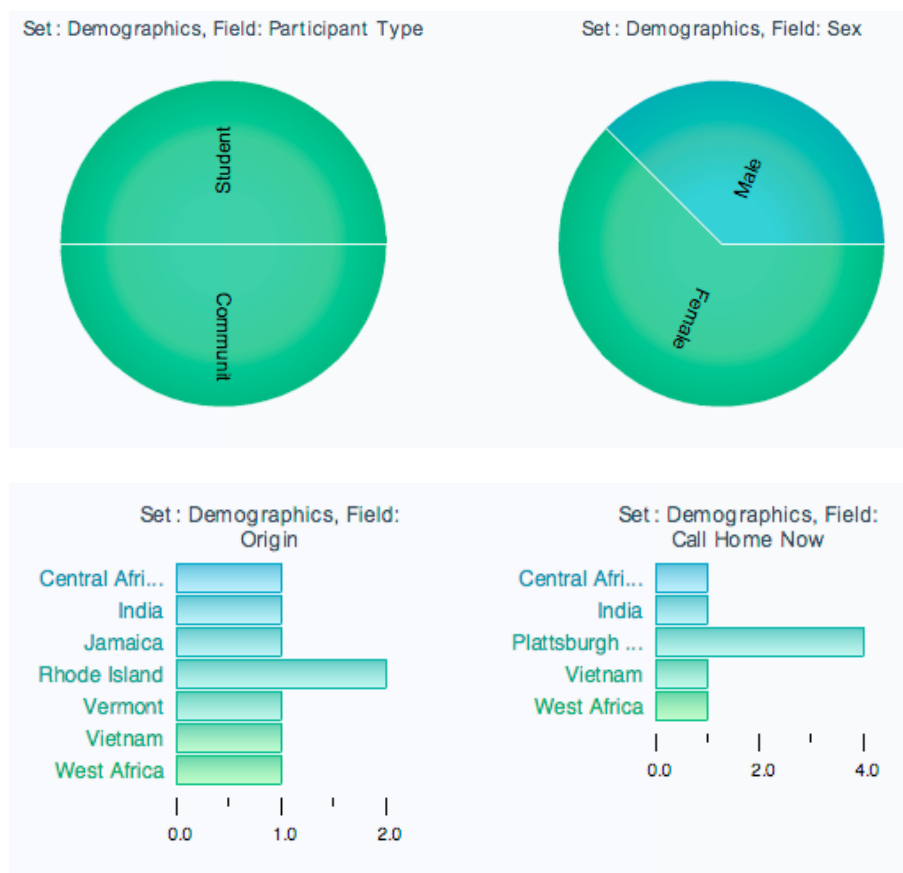 Set: Demographics, Field: Participant Type
Set: Demographics, Field: Sex
Student
Communit
Male
Female
Set: Demographics, Field:
Origin
Central Afri...
India
Jamaica
Rhode Island
Vermont
Vietnam
West Africa
0.0 1.0 2.0
Set: Demographics, Field:
Call Home Now
Central Afri...
India
Plattsburgh ...
Vietnam
West Africa
0.0 2.0 4.0